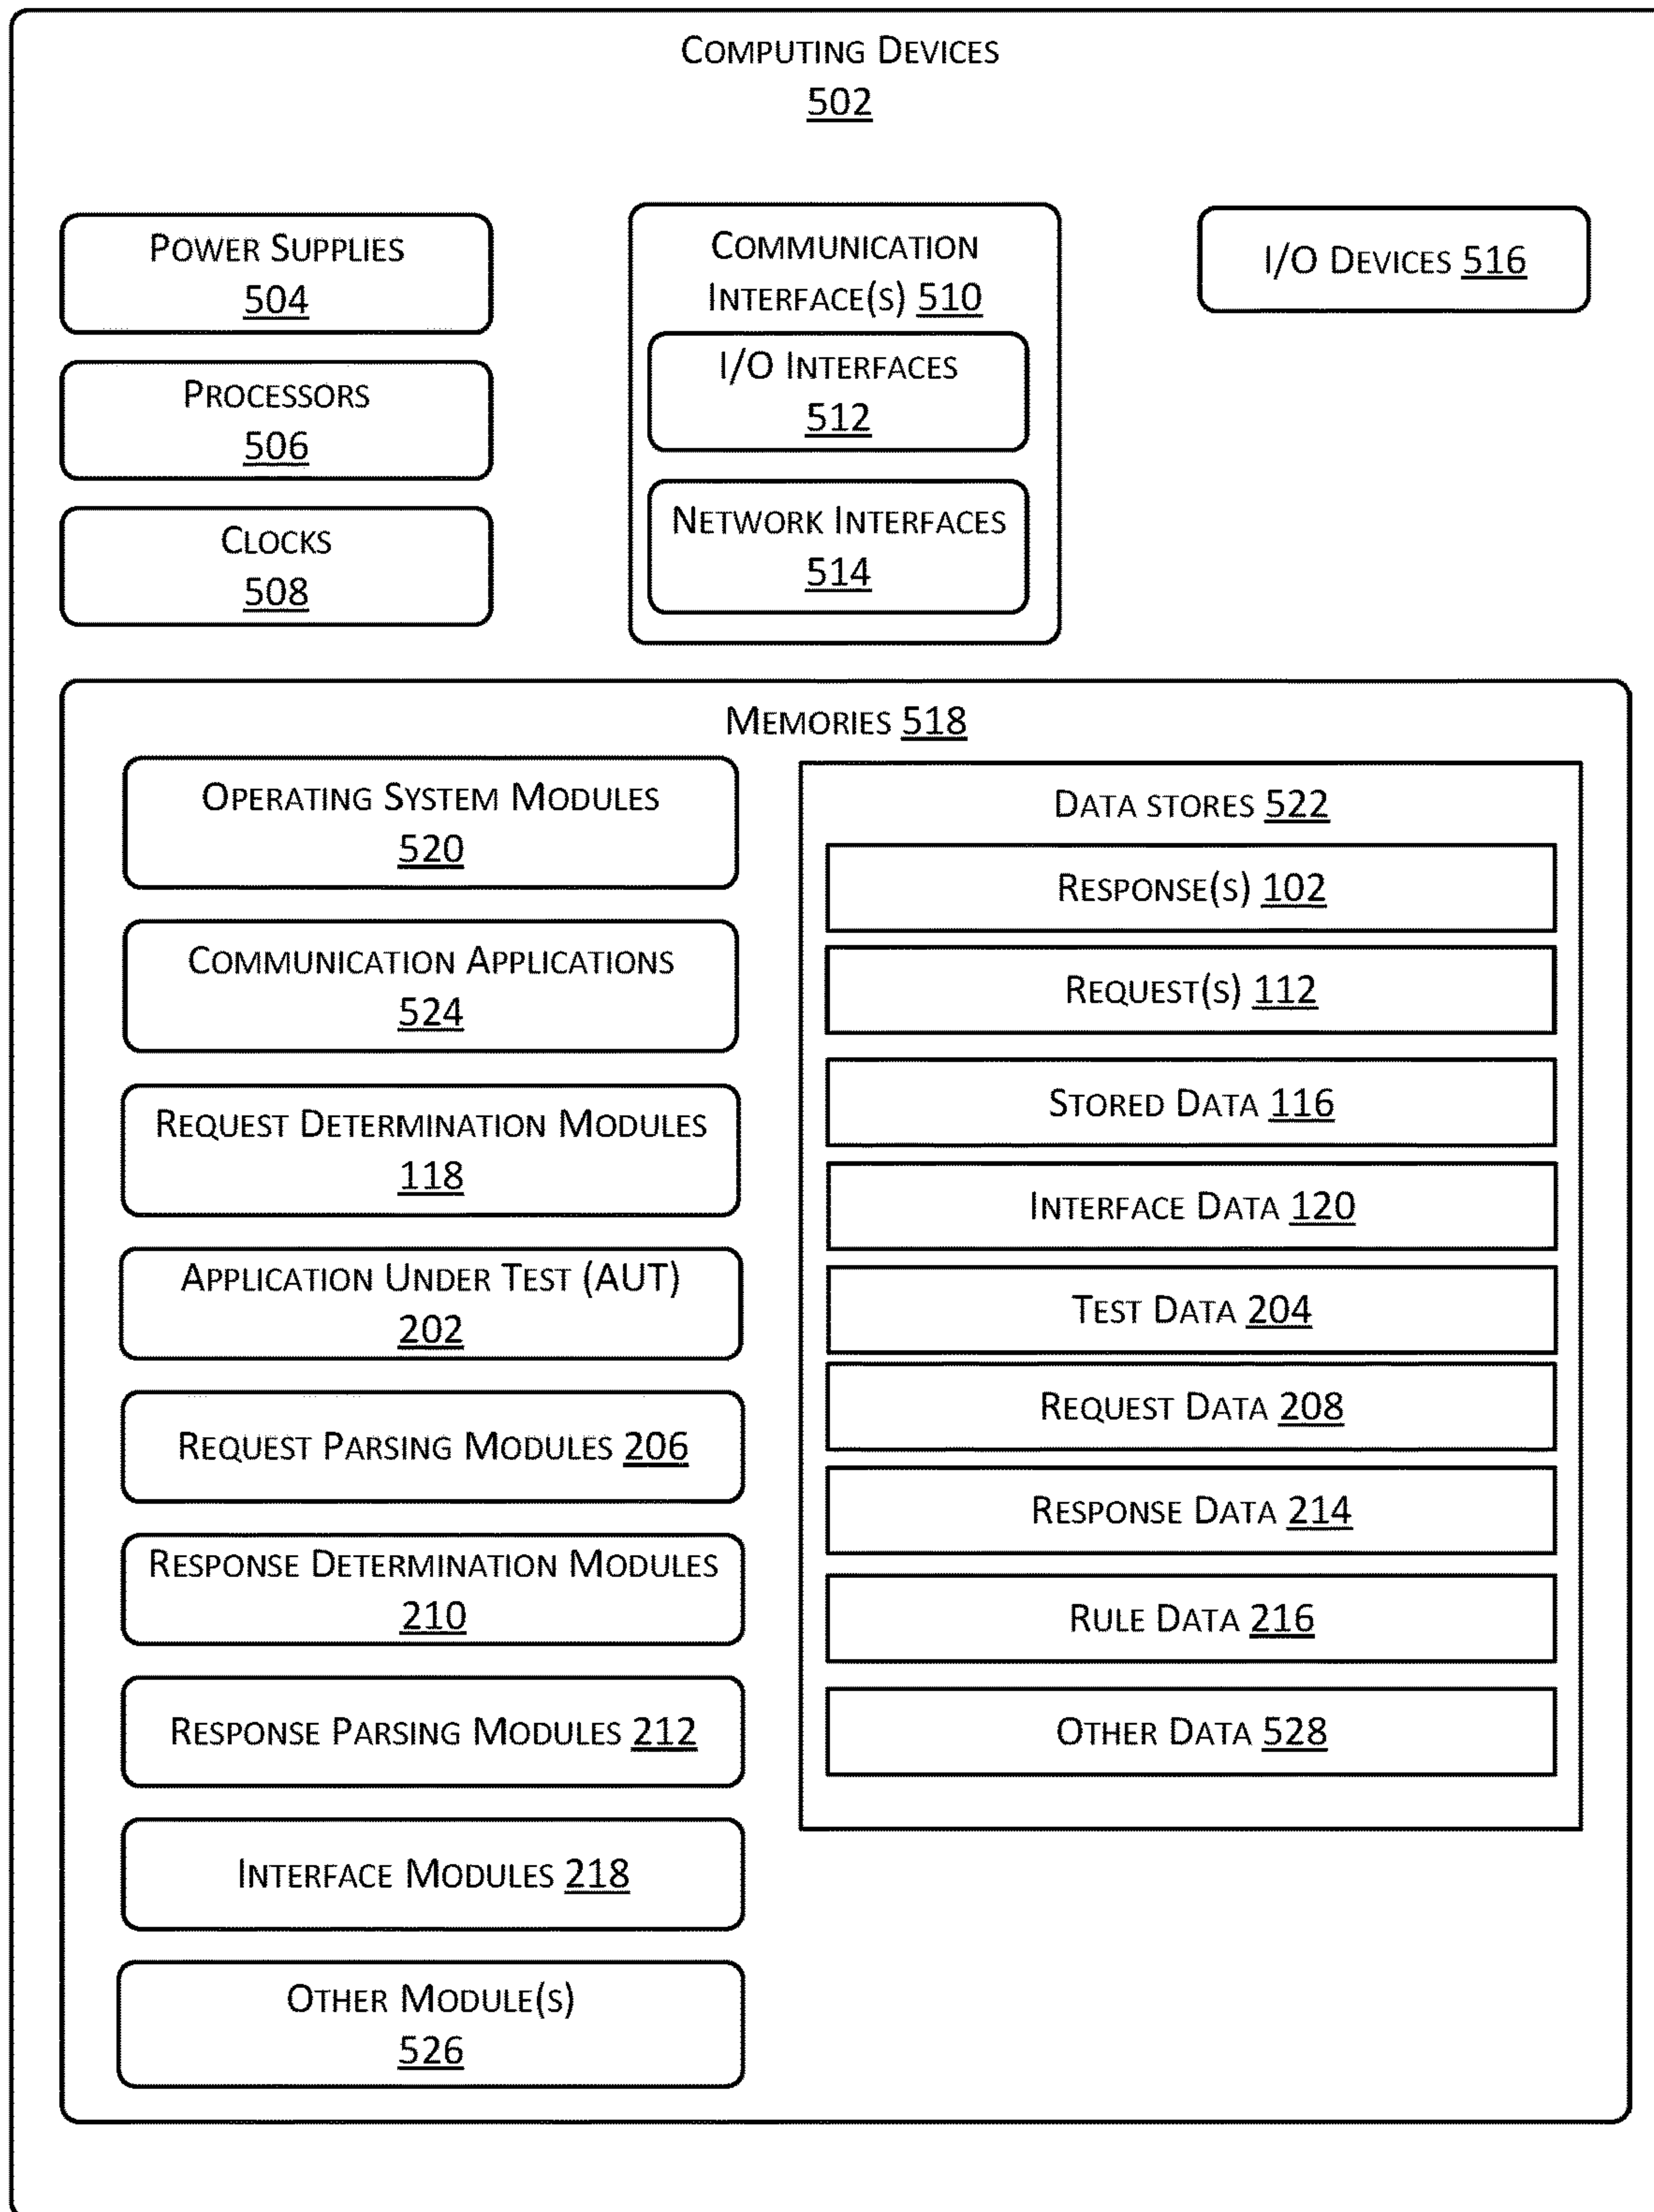 Computing Devices
502
Power Supplies
504
Processors
506
Clocks
508
Communication
Interface(s) 510
I/O Interfaces
512
Network Interfaces
514
I/O Devices 516
Memories 518
Operating System Modules
520
Communication Applications
524
Request Determination Modules
118
Application Under Test (AUT)
202
Request Parsing Modules 206
Response Determination Modules
210
Response Parsing Modules 212
Interface Modules 218
Other Module(s)
526
Data stores 522
Response(s) 102
Request(s) 112
Stored Data 116
Interface Data 120
Test Data 204
Request Data 208
Response Data 214
Rule Data 216
Other Data 528